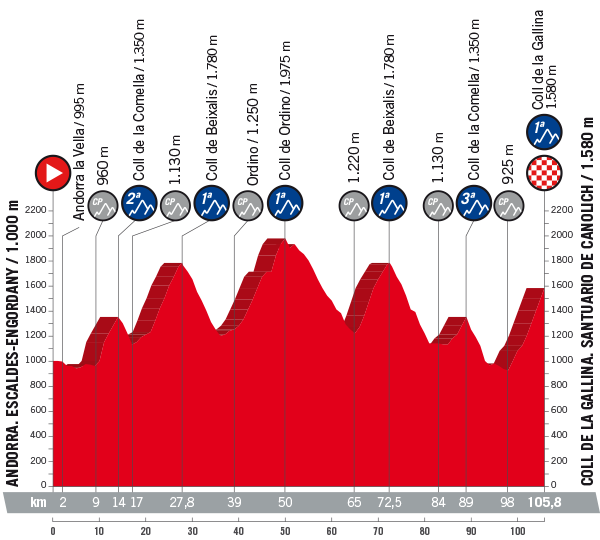 Andorra la Vella / 995 m
960 m
Coll de la Comella / 1.350 m
1.130 m
Coll de Beixalis / 1.780 m
Ordino / 1.250 m
Coll de Ordino / 1.975 m
1.220 m
Coll de Beixalis / 1.780 m
1.130 m
Coll de la Comella / 1.350 m
925 m
Coll de la Gallina
1.580 m
CP
2ª
CP
1ª
CP
1ª
CP
1ª
CP
3ª
CP
1ª
ANDORRA. ESCALDES-ENGORDANY / 1.000 m
COLL DE LA GALLINA. SANTUARIO DE CANOLICH / 1.580 m
2200
2000
1800
1600
1400
1200
1000
800
600
400
200
0
2200
2000
1800
1600
1400
1200
1000
800
600
400
200
0
km 2 9 14 17 27,8 39 50 65 72,5 84 89 98 105,8
0 10 20 30 40 50 60 70 80 90 100